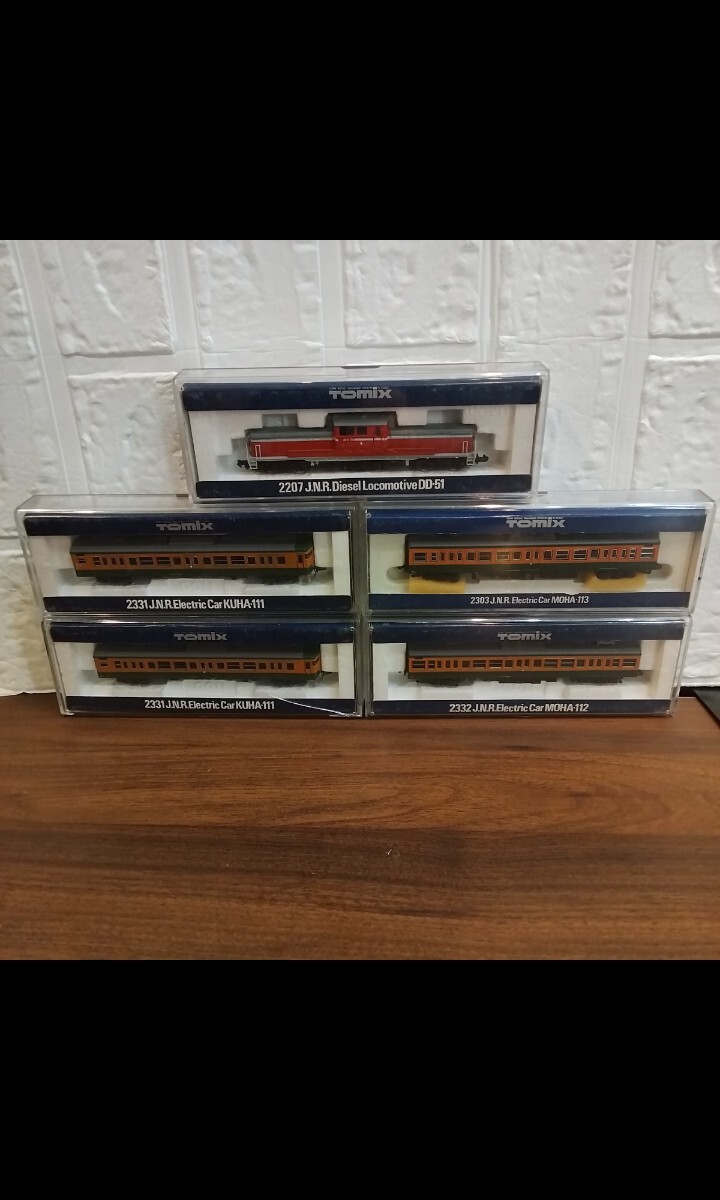 TOMIX
2207 J.N.R. Diesel Locomotive DD-51
TOMIX
2331 J.N.R. Electric Car KUHA-111
TOMIX
2303 J.N.R. Electric Car MOHA-113
TOMIX
2331 J.N.R. Electric Car KUHA-111
TOMIX
2332 J.N.R. Electric Car MOHA-112